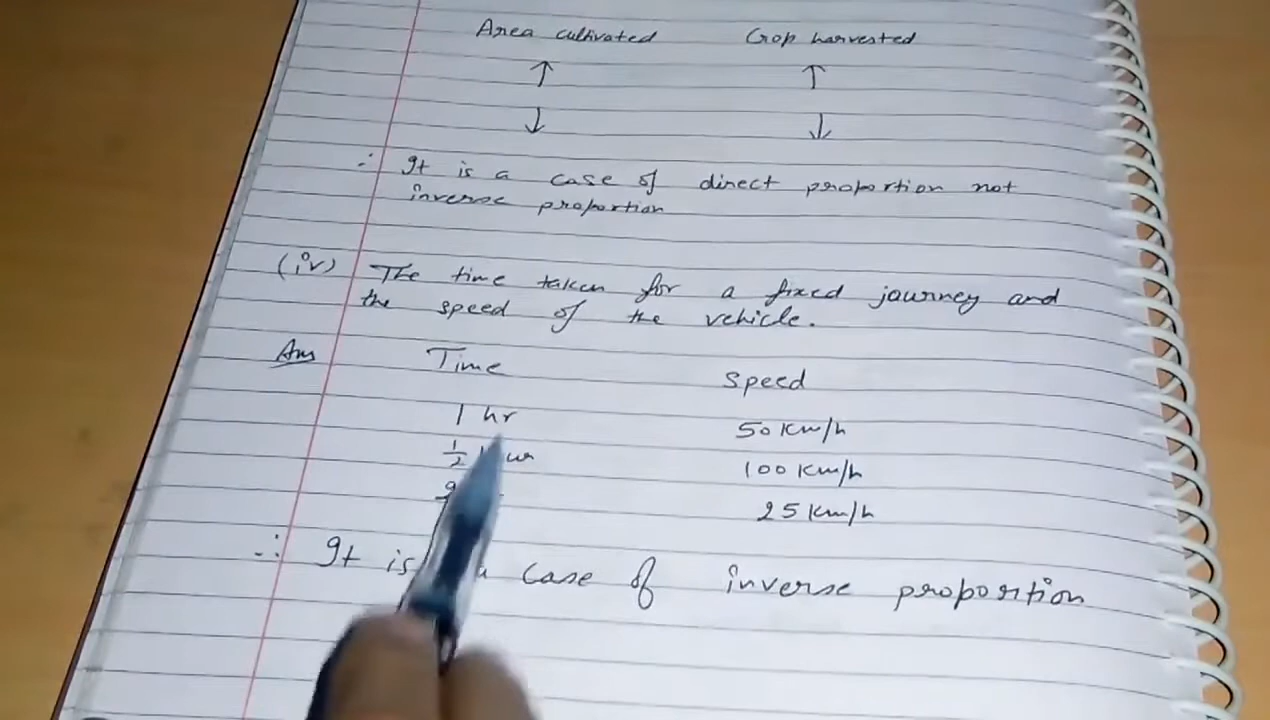 Area cultivated Crop harvested
↑ ↑
↓ ↓
∴ It is a case of direct proportion not
inverse proportion
(iv) The time taken for a fixed journey and
the speed of the vehicle.
Ans Time Speed
1 hr 50 km/h
1/2 100 km/h
25 km/h
∴ It is a case of inverse proportion